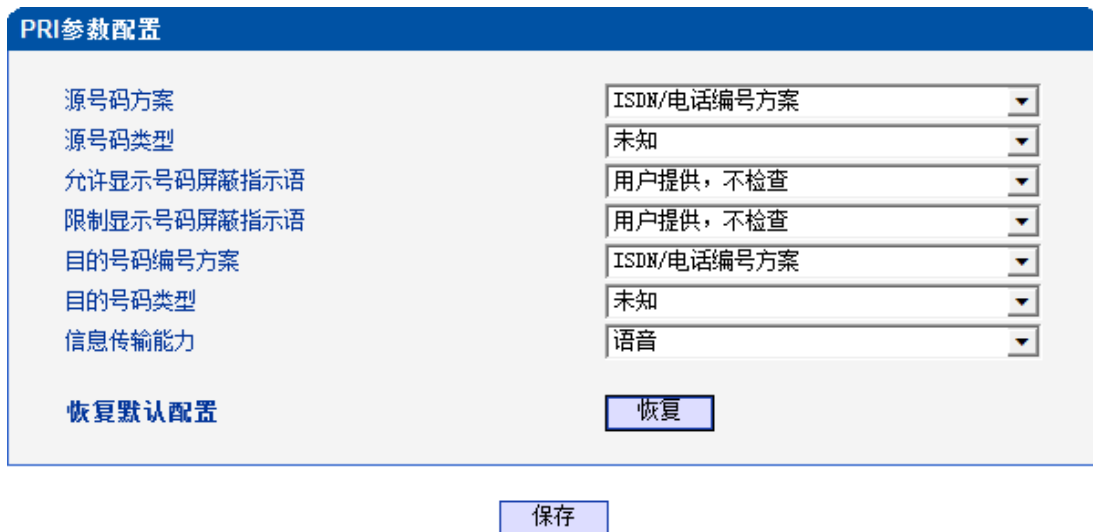 PRI参数配置
源号码方案 ISDN/电话编号方案
源号码类型 未知
允许显示号码屏蔽指示语 用户提供，不检查
限制显示号码屏蔽指示语 用户提供，不检查
目的号码编号方案 ISDN/电话编号方案
目的号码类型 未知
信息传输能力 语音
恢复默认配置 恢复
保存